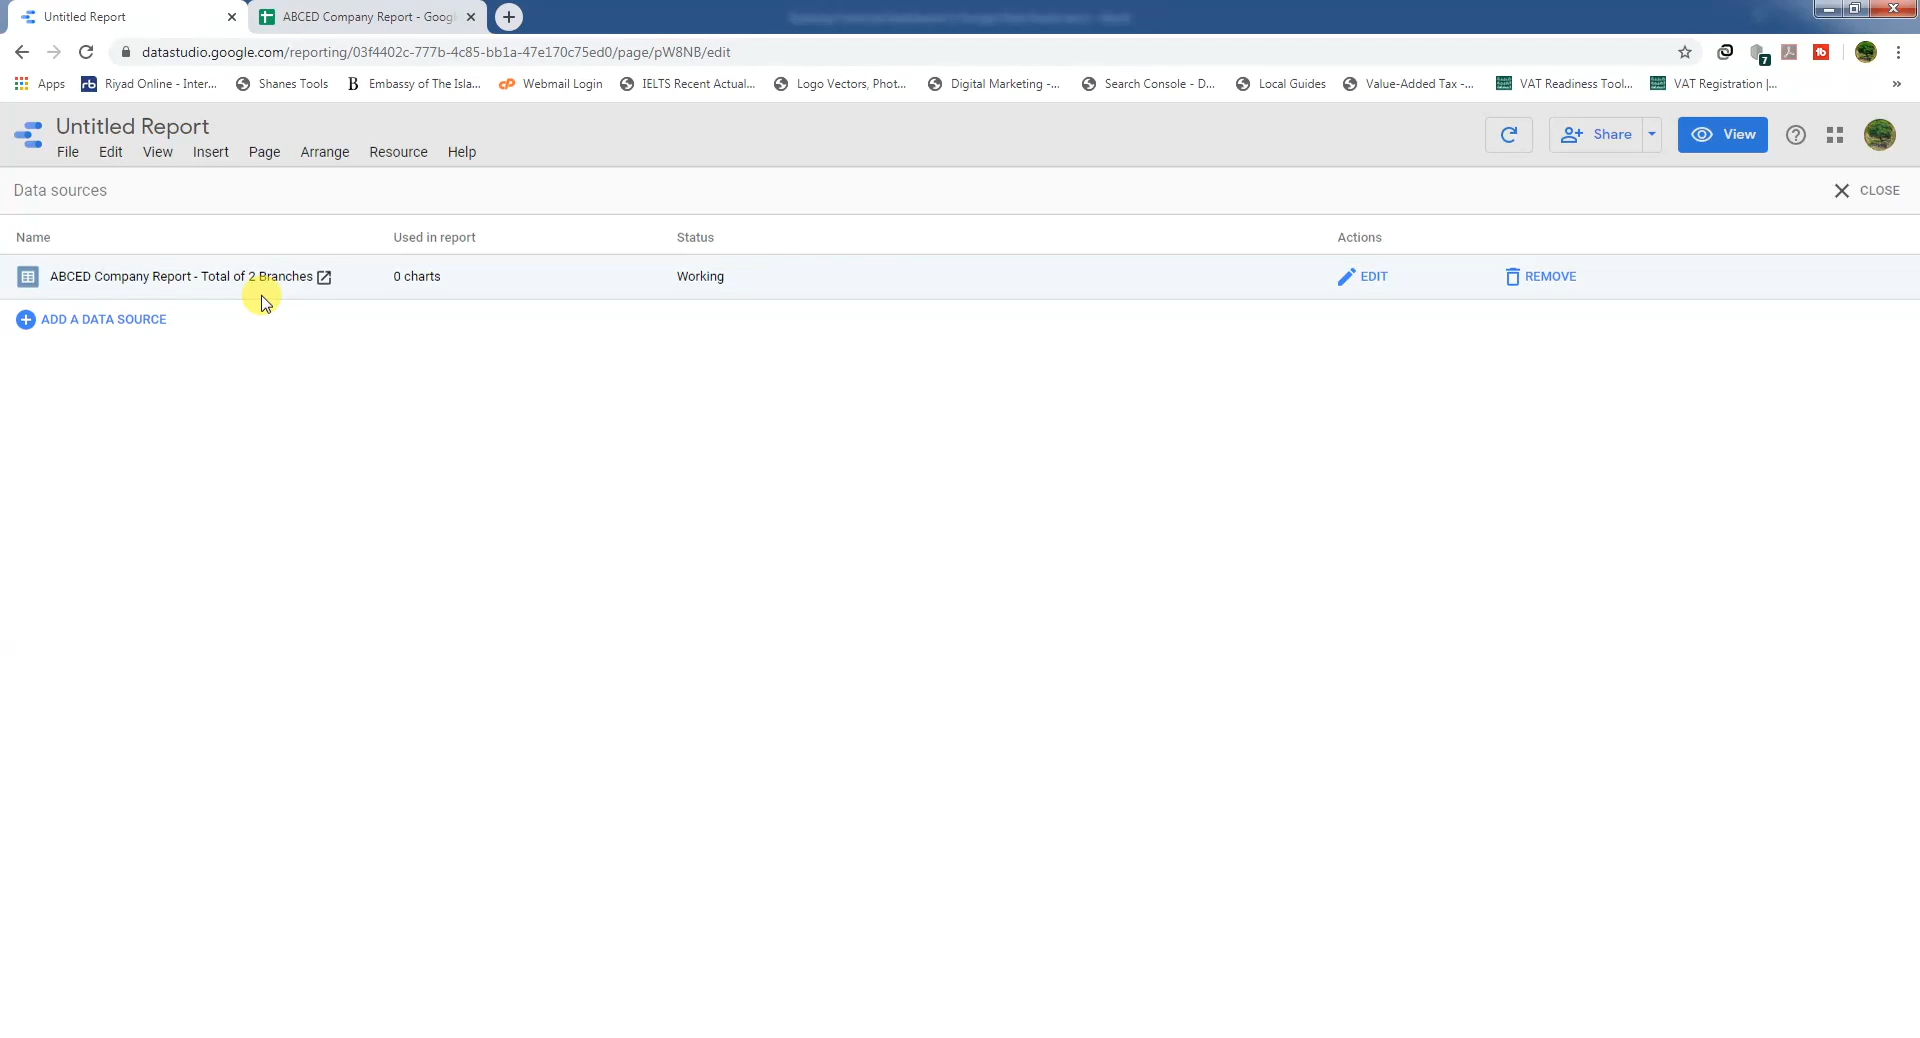 Untitled Report
ABCED Company Report - Goog
datastudio.google.com/reporting/03f4402c-777b-4c85-bb1a-47e170c75ed0/page/pW8NB/edit
7
tb
Apps
rb
Riyad Online - Inter...
Shanes Tools
B
Embassy of The Isla...
cP
Webmail Login
IELTS Recent Actual...
Logo Vectors, Phot...
Digital Marketing -...
Search Console - D...
Local Guides
Value-Added Tax -...
VAT Readiness Tool...
VAT Registration |...
»
Untitled Report
File Edit View Insert Page Arrange Resource Help
Share
View
Data sources
CLOSE
Name Used in report Status Actions
ABCED Company Report - Total of 2 Branches 0 charts Working EDIT REMOVE
ADD A DATA SOURCE